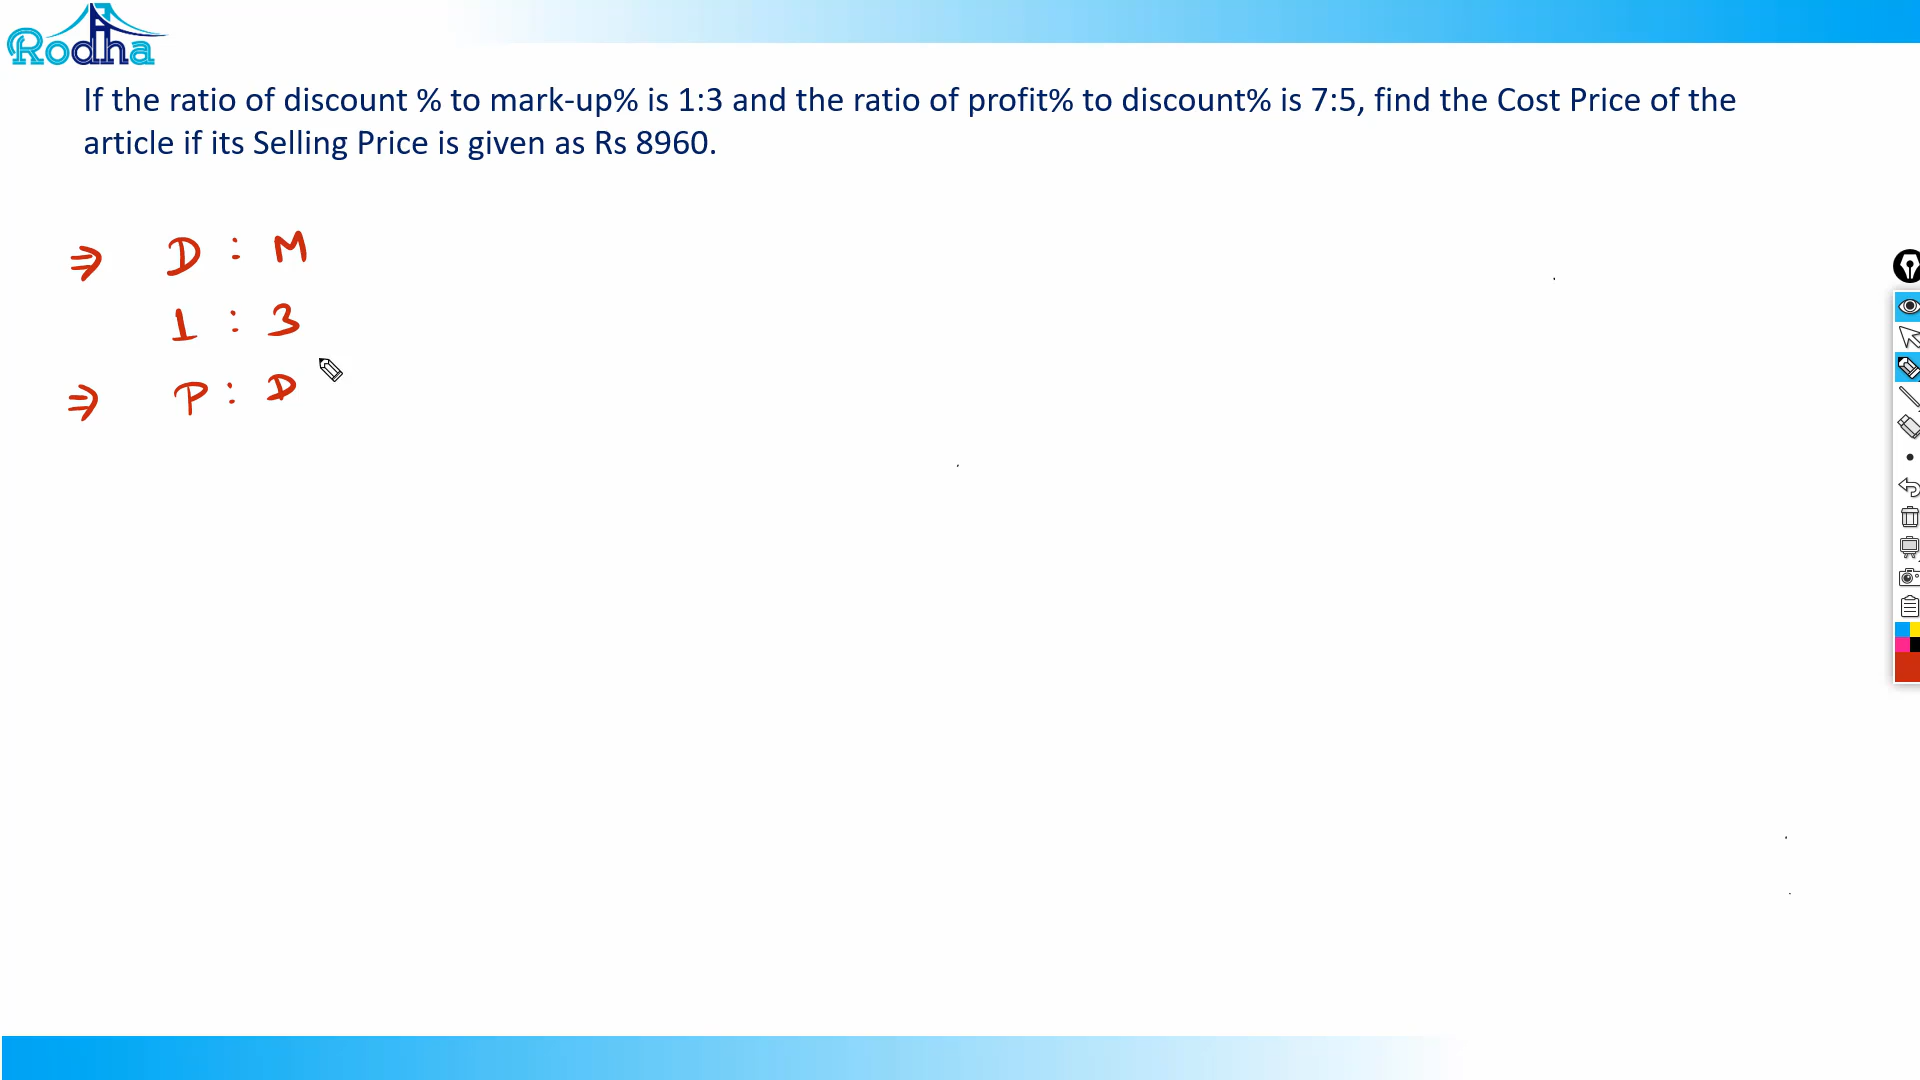 Rodha
If the ratio of discount % to mark-up% is 1:3 and the ratio of profit% to discount% is 7:5, find the Cost Price of the
article if its Selling Price is given as Rs 8960.
⇒ D : M
1 : 3
⇒ P : D